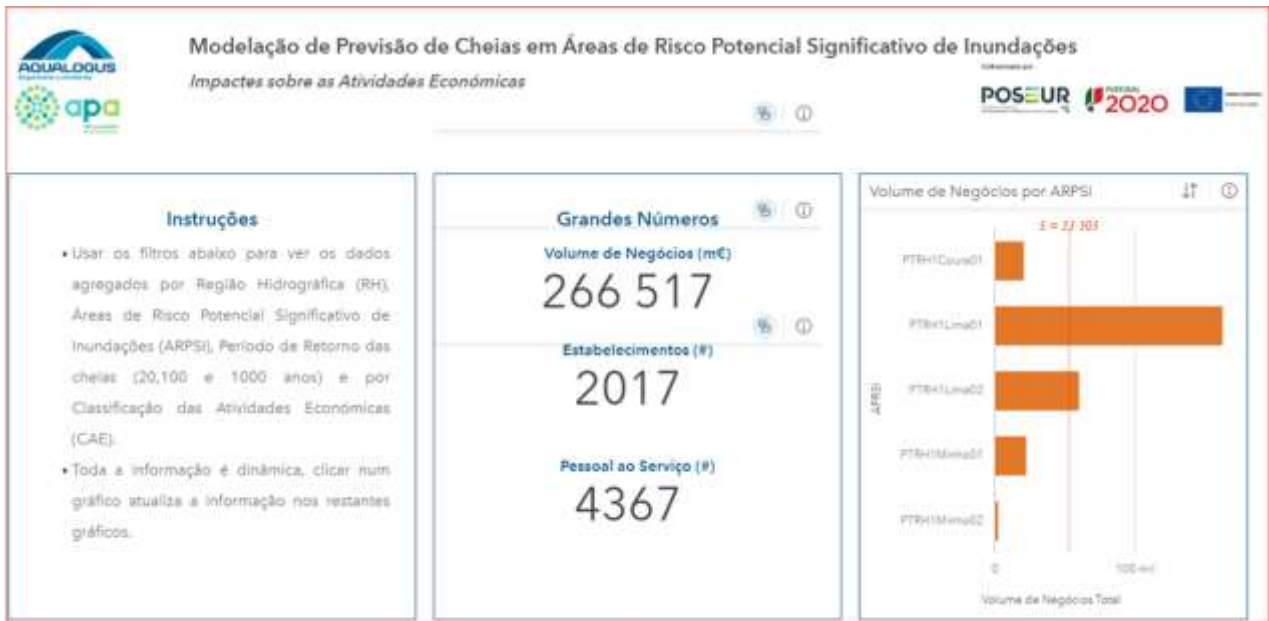 AQUALOGUS
apa
Modelação de Previsão de Cheias em Áreas de Risco Potencial Significativo de Inundações
Impactes sobre as Atividades Económicas
POSEUR
PORTUGAL
2020
Instruções
• Usar os filtros abaixo para ver os dados
agregados por Região Hidrográfica (RH),
Áreas de Risco Potencial Significativo de
Inundações (ARPSI), Período de Retorno das
cheias (20,100 e 1000 anos) e por
Classificação das Atividades Económicas
(CAE).
• Toda a informação é dinâmica, clicar num
gráfico atualiza a informação nos restantes
gráficos.
Grandes Números
Volume de Negócios (m€)
266 517
Estabelecimentos (#)
2017
Pessoal ao Serviço (#)
4367
Volume de Negócios por ARPSI
PTRH1Coura01
PTRH1Lima01
PTRH1Lima02
PTRH1Minho01
PTRH1Minho02
0
100 mil
Volume de Negócios Total